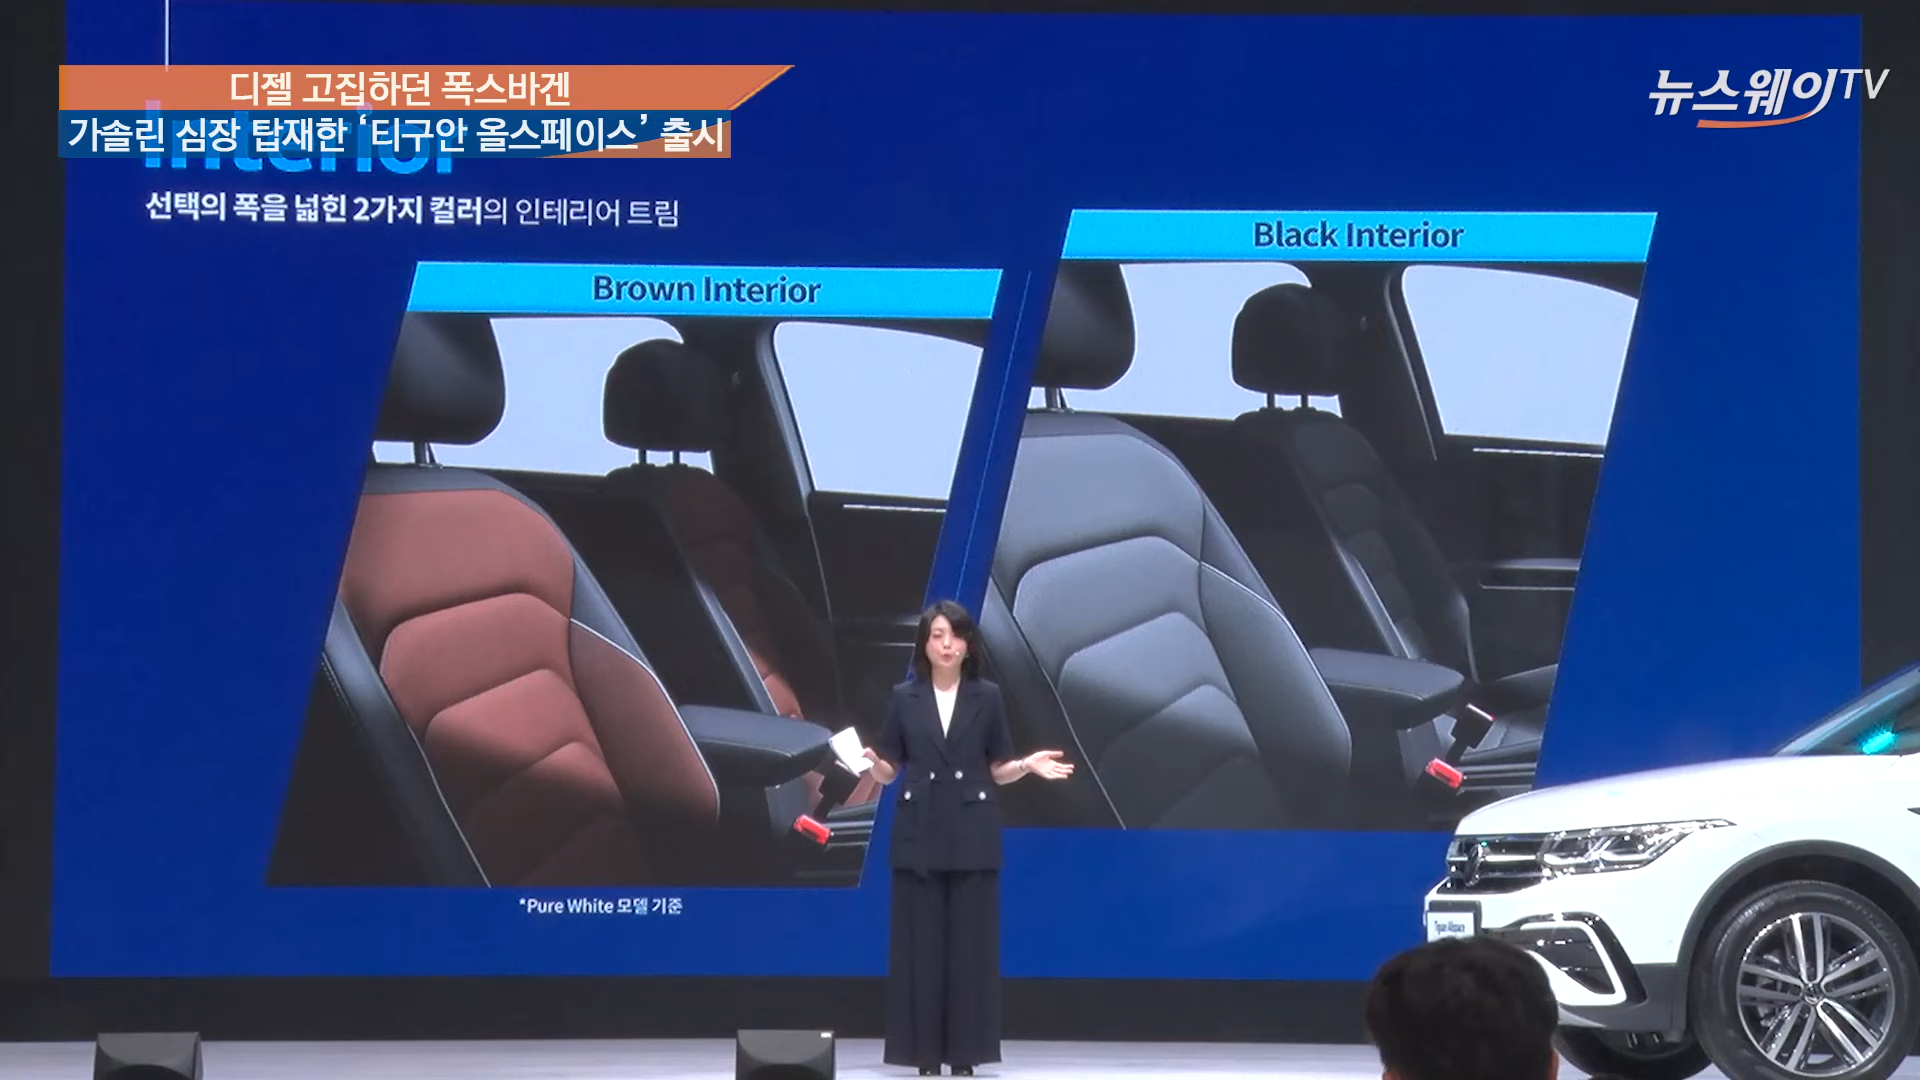 디젤 고집하던 폭스바겐
가솔린 심장 탑재한 ‘티구안 올스페이스’ 출시
뉴스웨이TV
Interior
선택의 폭을 넓힌 2가지 컬러의 인테리어 트림
Brown Interior
Black Interior
*Pure White 모델 기준
Tiguan Allspace